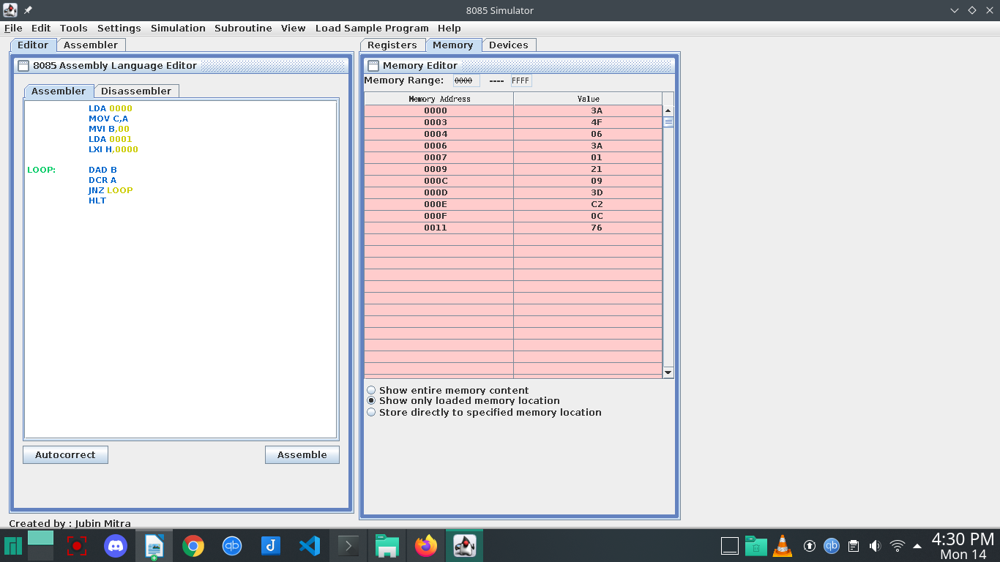 8085 Simulator
File Edit Tools Settings Simulation Subroutine View Load Sample Program Help
Editor Assembler
8085 Assembly Language Editor
Assembler Disassembler
LDA 0000
MOV C,A
MVI B,00
LDA 0001
LXI H,0000
LOOP: DAD B
DCR A
JNZ LOOP
HLT
Autocorrect Assemble
Registers Memory Devices
Memory Editor
Memory Range: 0000 ---- FFFF
Memory Address Value
0000 3A
0003 4F
0004 06
0006 3A
0007 01
0009 21
000C 09
000D 3D
000E C2
000F 0C
0011 76
Show entire memory content
Show only loaded memory location
Store directly to specified memory location
Created by : Jubin Mitra
qb
J
qb
4:30 PM
Mon 14